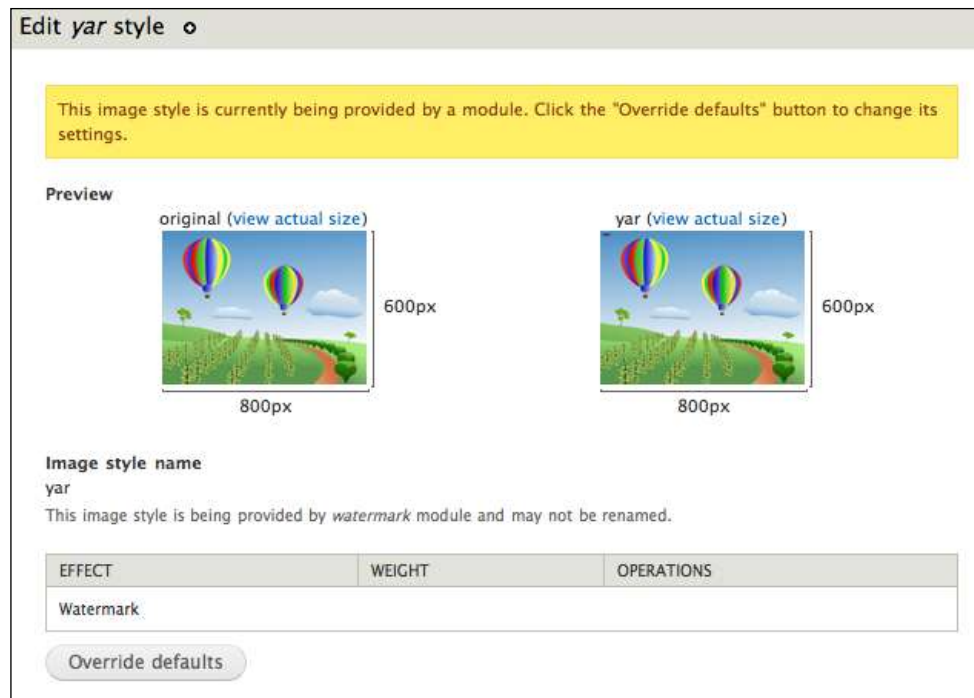 Edit yar style
This image style is currently being provided by a module. Click the "Override defaults" button to change its
settings.
Preview
original (view actual size)
600px
800px
yar (view actual size)
600px
800px
Image style name
yar
This image style is being provided by watermark module and may not be renamed.
EFFECT WEIGHT OPERATIONS
Watermark
Override defaults